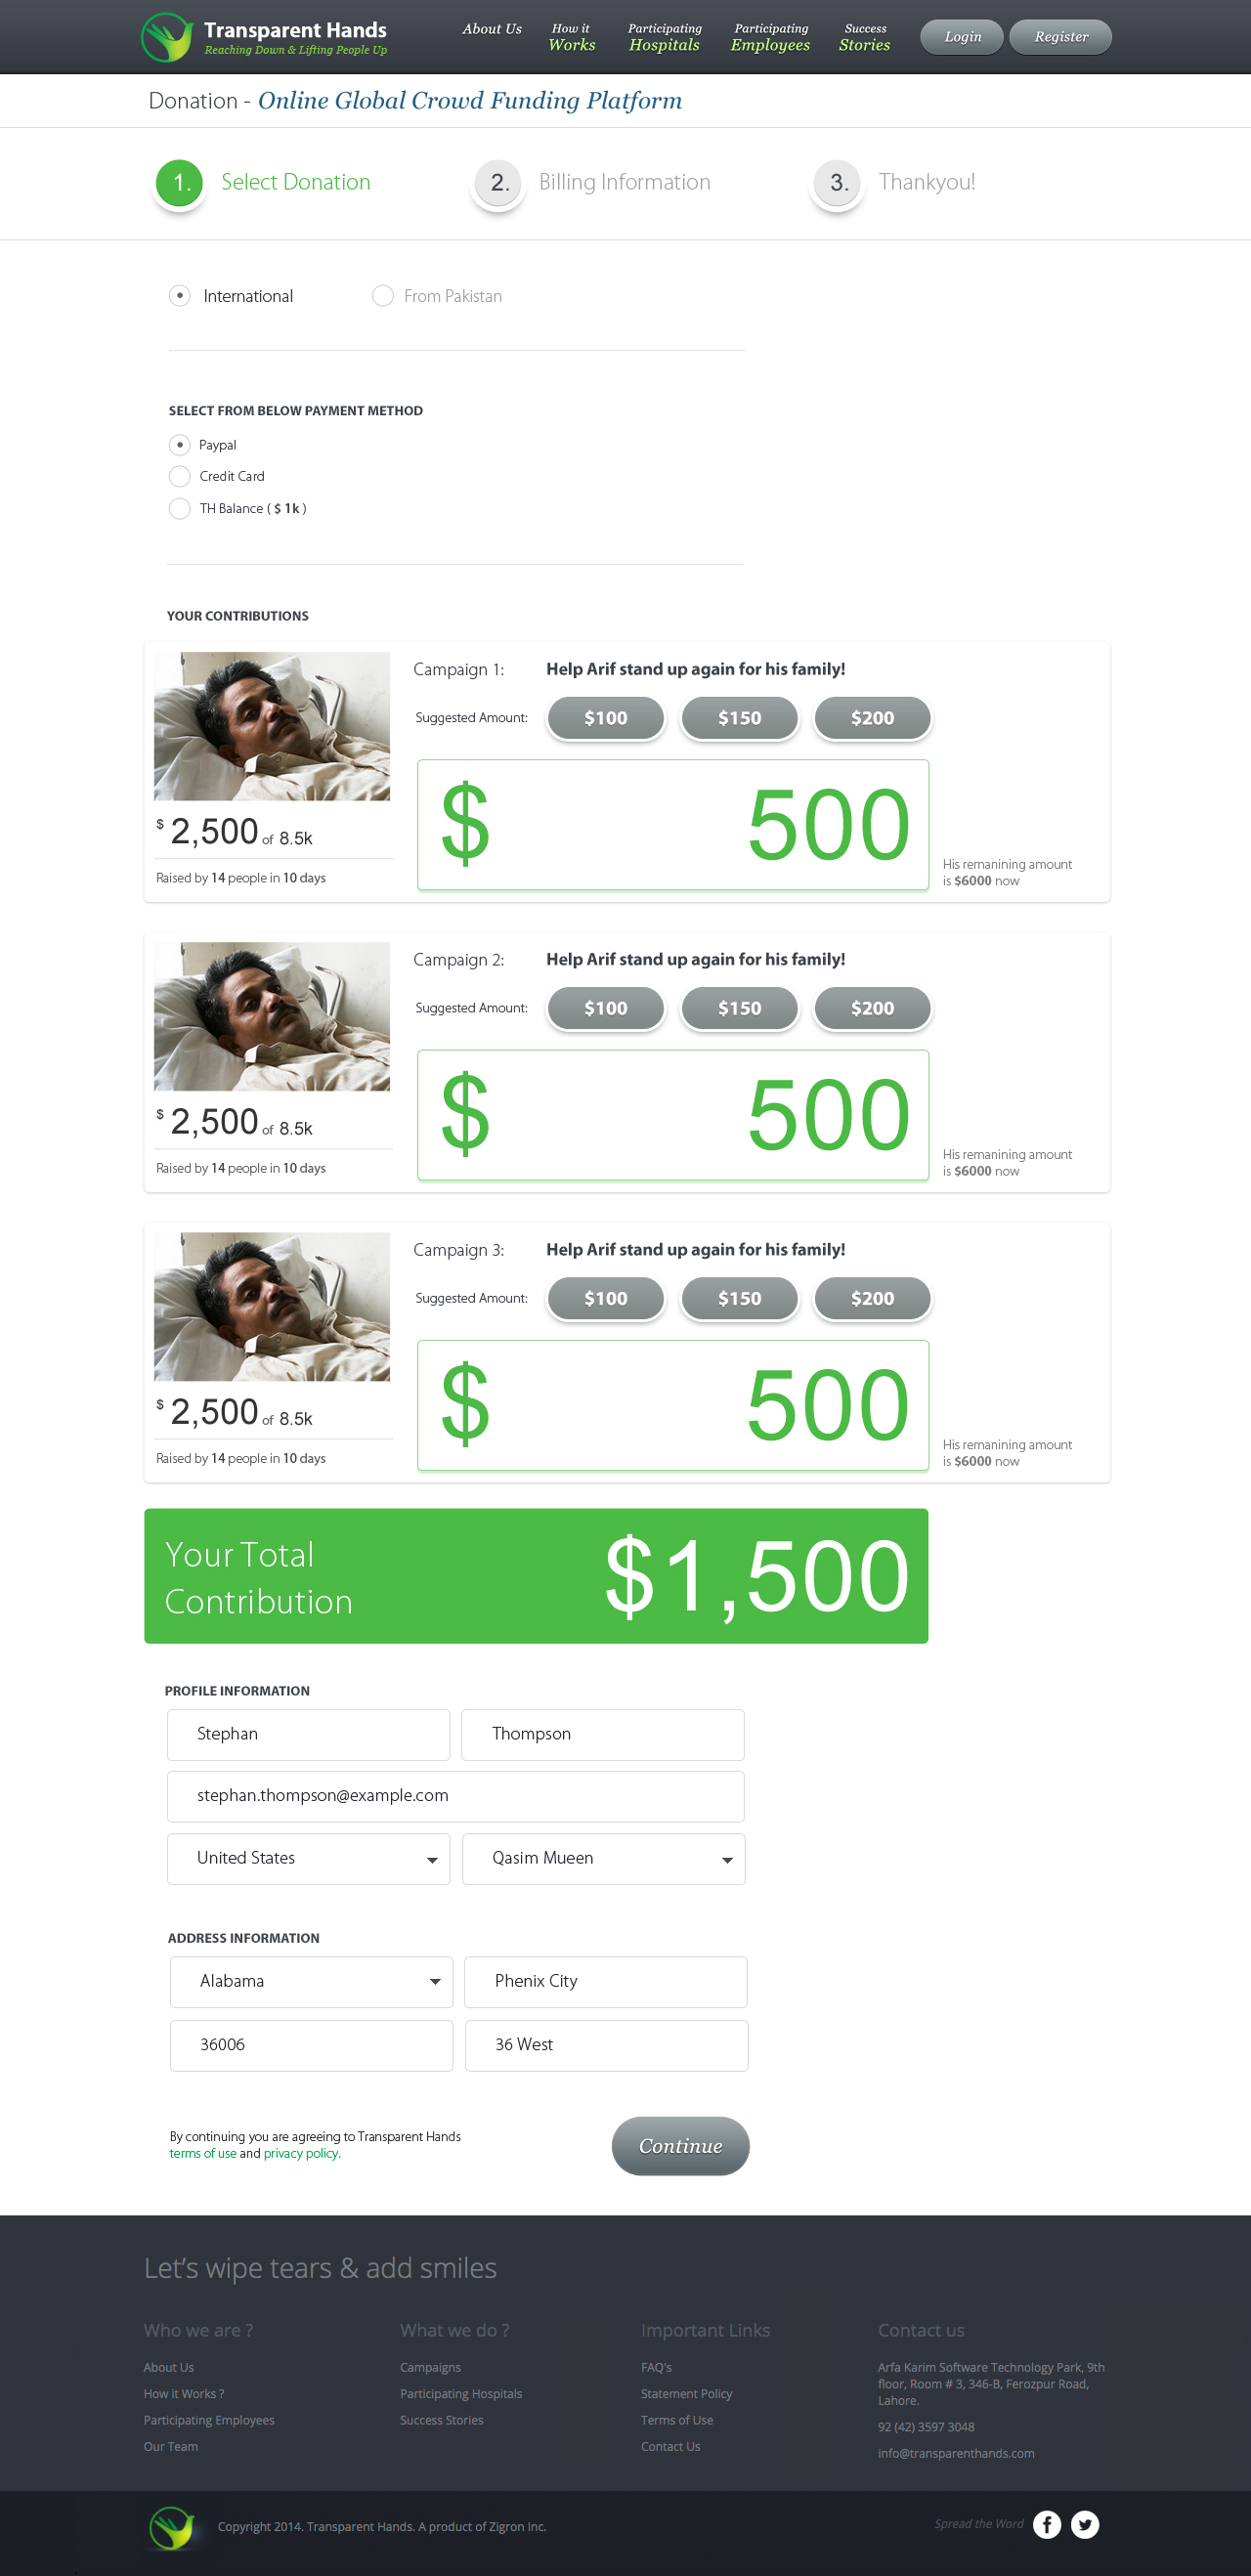 Transparent Hands
Reaching Down & Lifting People Up
About Us
How it
Works
Participating
Hospitals
Participating
Employees
Success
Stories
Login
Register
Donation - Online Global Crowd Funding Platform
1. Select Donation
2. Billing Information
3. Thankyou!
International
From Pakistan
SELECT FROM BELOW PAYMENT METHOD
Paypal
Credit Card
TH Balance ( $ 1k )
YOUR CONTRIBUTIONS
Campaign 1: Help Arif stand up again for his family!
Suggested Amount: $100 $150 $200
$ 500
$ 2,500 of 8.5k
Raised by 14 people in 10 days
His remanining amount
is $6000 now
Campaign 2: Help Arif stand up again for his family!
Suggested Amount: $100 $150 $200
$ 500
$ 2,500 of 8.5k
Raised by 14 people in 10 days
His remanining amount
is $6000 now
Campaign 3: Help Arif stand up again for his family!
Suggested Amount: $100 $150 $200
$ 500
$ 2,500 of 8.5k
Raised by 14 people in 10 days
His remanining amount
is $6000 now
Your Total
Contribution
$1,500
PROFILE INFORMATION
Stephan
Thompson
stephan.thompson@example.com
United States
Qasim Mueen
ADDRESS INFORMATION
Alabama
Phenix City
36006
36 West
By continuing you are agreeing to Transparent Hands
terms of use and privacy policy.
Continue
Let's wipe tears & add smiles
Who we are ?
About Us
How it Works ?
Participating Employees
Our Team
What we do ?
Campaigns
Participating Hospitals
Success Stories
Important Links
FAQ's
Statement Policy
Terms of Use
Contact Us
Contact us
Arfa Karim Software Technology Park, 9th
floor, Room # 3, 346-B, Ferozpur Road,
Lahore.
92 (42) 3597 3048
info@transparenthands.com
Copyright 2014. Transparent Hands. A product of Zigron Inc.
Spread the Word